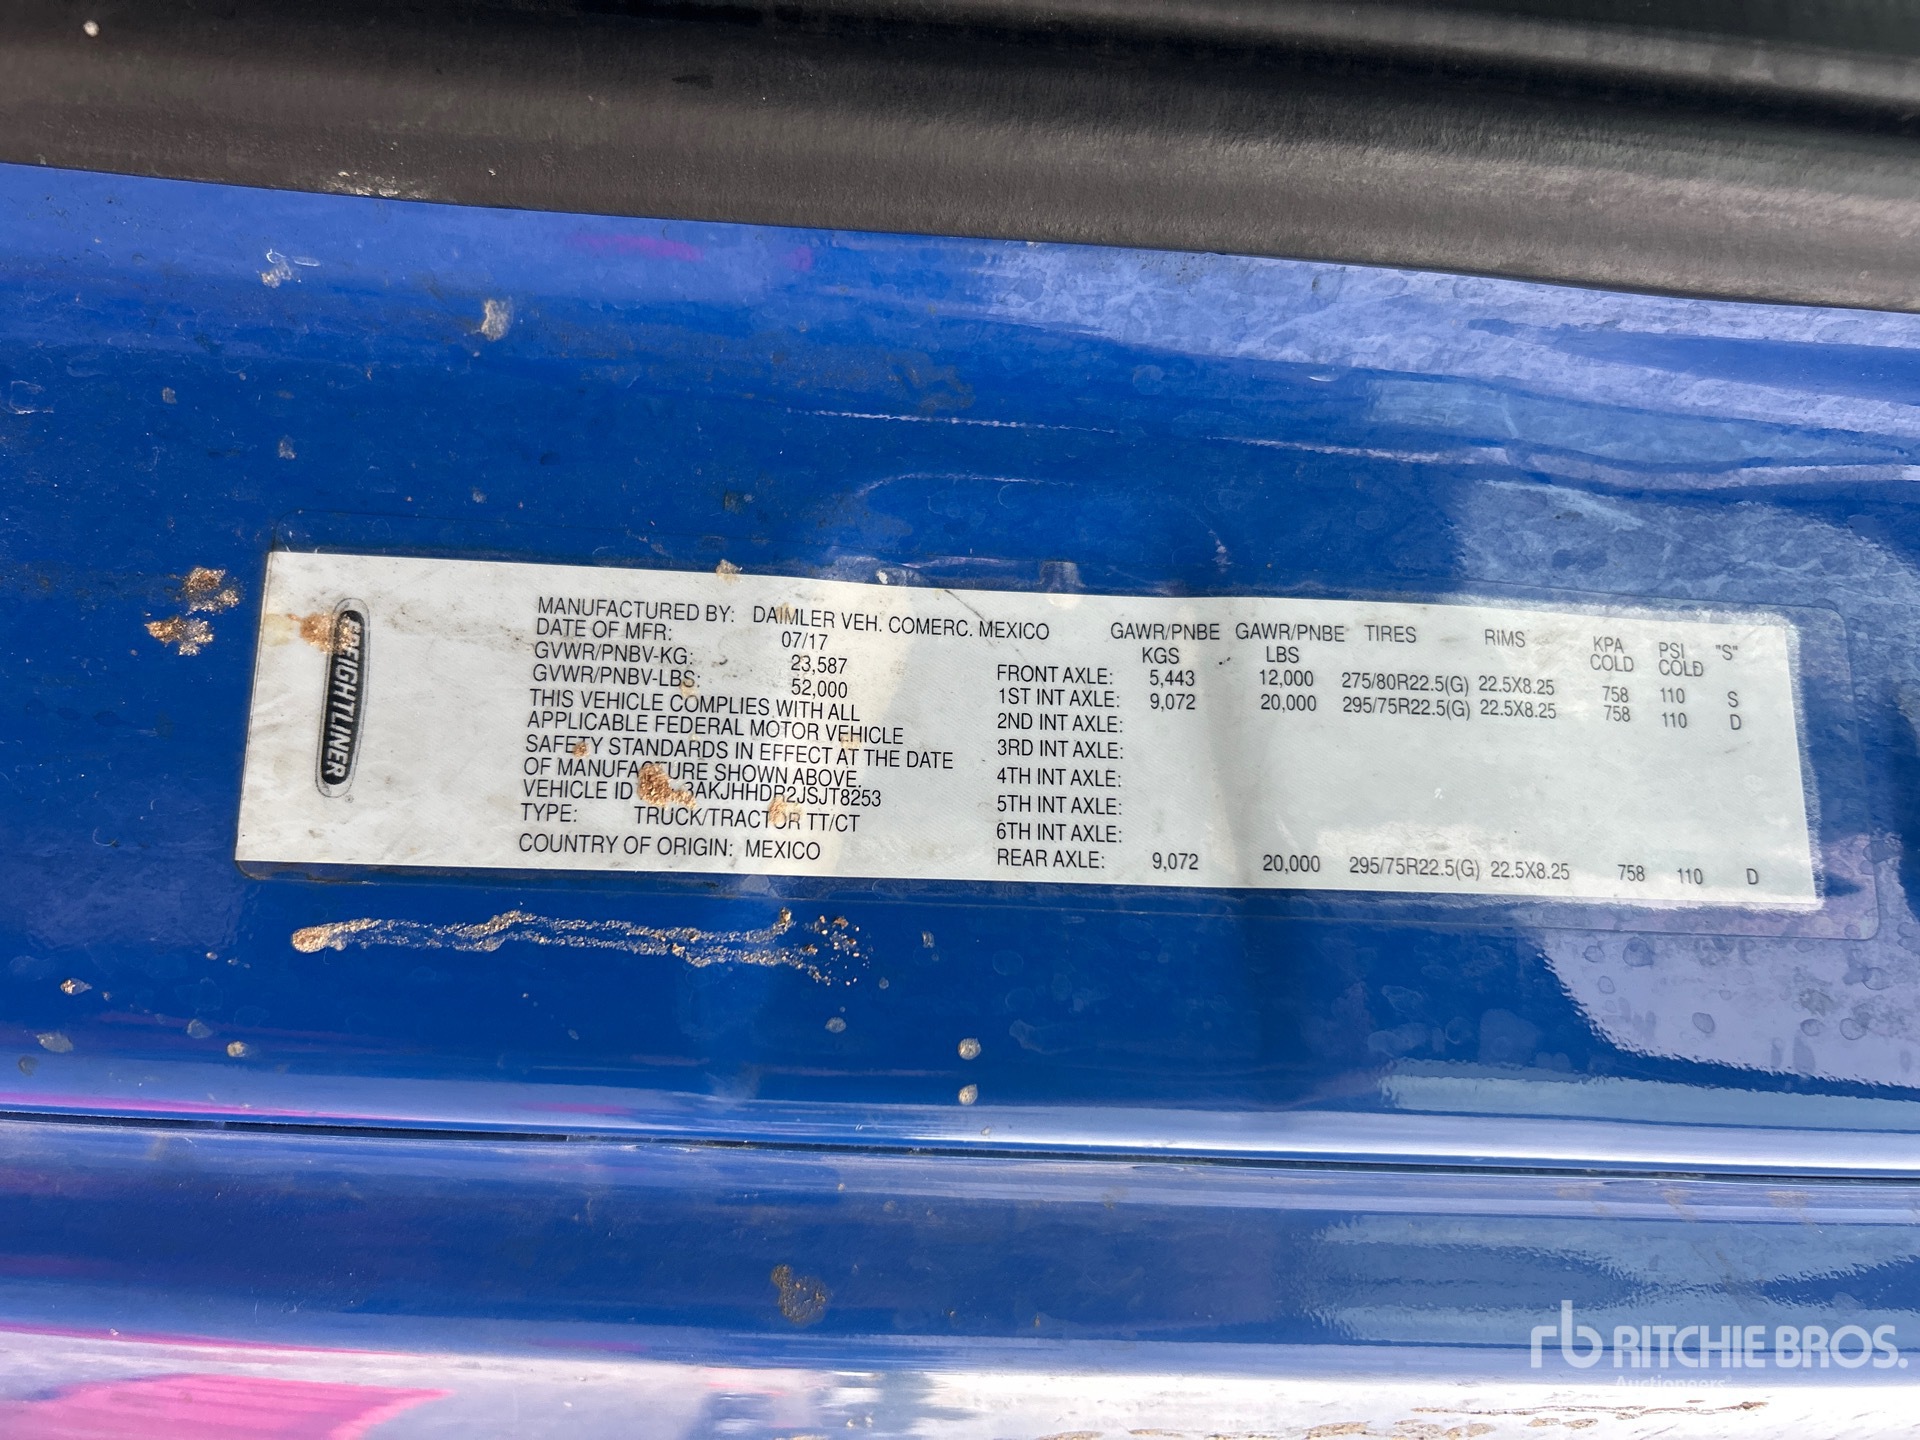 FREIGHTLINER
MANUFACTURED BY: DAIMLER VEH. COMERC. MEXICO
DATE OF MFR: 07/17
GVWR/PNBV-KG: 23,587
GVWR/PNBV-LBS: 52,000
THIS VEHICLE COMPLIES WITH ALL
APPLICABLE FEDERAL MOTOR VEHICLE
SAFETY STANDARDS IN EFFECT AT THE DATE
OF MANUFACTURE SHOWN ABOVE.
VEHICLE ID 3AKJHHDR2JSJT8253
TYPE: TRUCK/TRACTOR TT/CT
COUNTRY OF ORIGIN: MEXICO
GAWR/PNBE KGS GAWR/PNBE LBS TIRES RIMS KPA COLD PSI COLD "S"
FRONT AXLE: 5,443 12,000 275/80R22.5(G) 22.5X8.25 758 110 S
1ST INT AXLE: 9,072 20,000 295/75R22.5(G) 22.5X8.25 758 110 D
2ND INT AXLE:
3RD INT AXLE:
4TH INT AXLE:
5TH INT AXLE:
6TH INT AXLE:
REAR AXLE: 9,072 20,000 295/75R22.5(G) 22.5X8.25 758 110 D
rb RITCHIE BROS.
Auctioneers